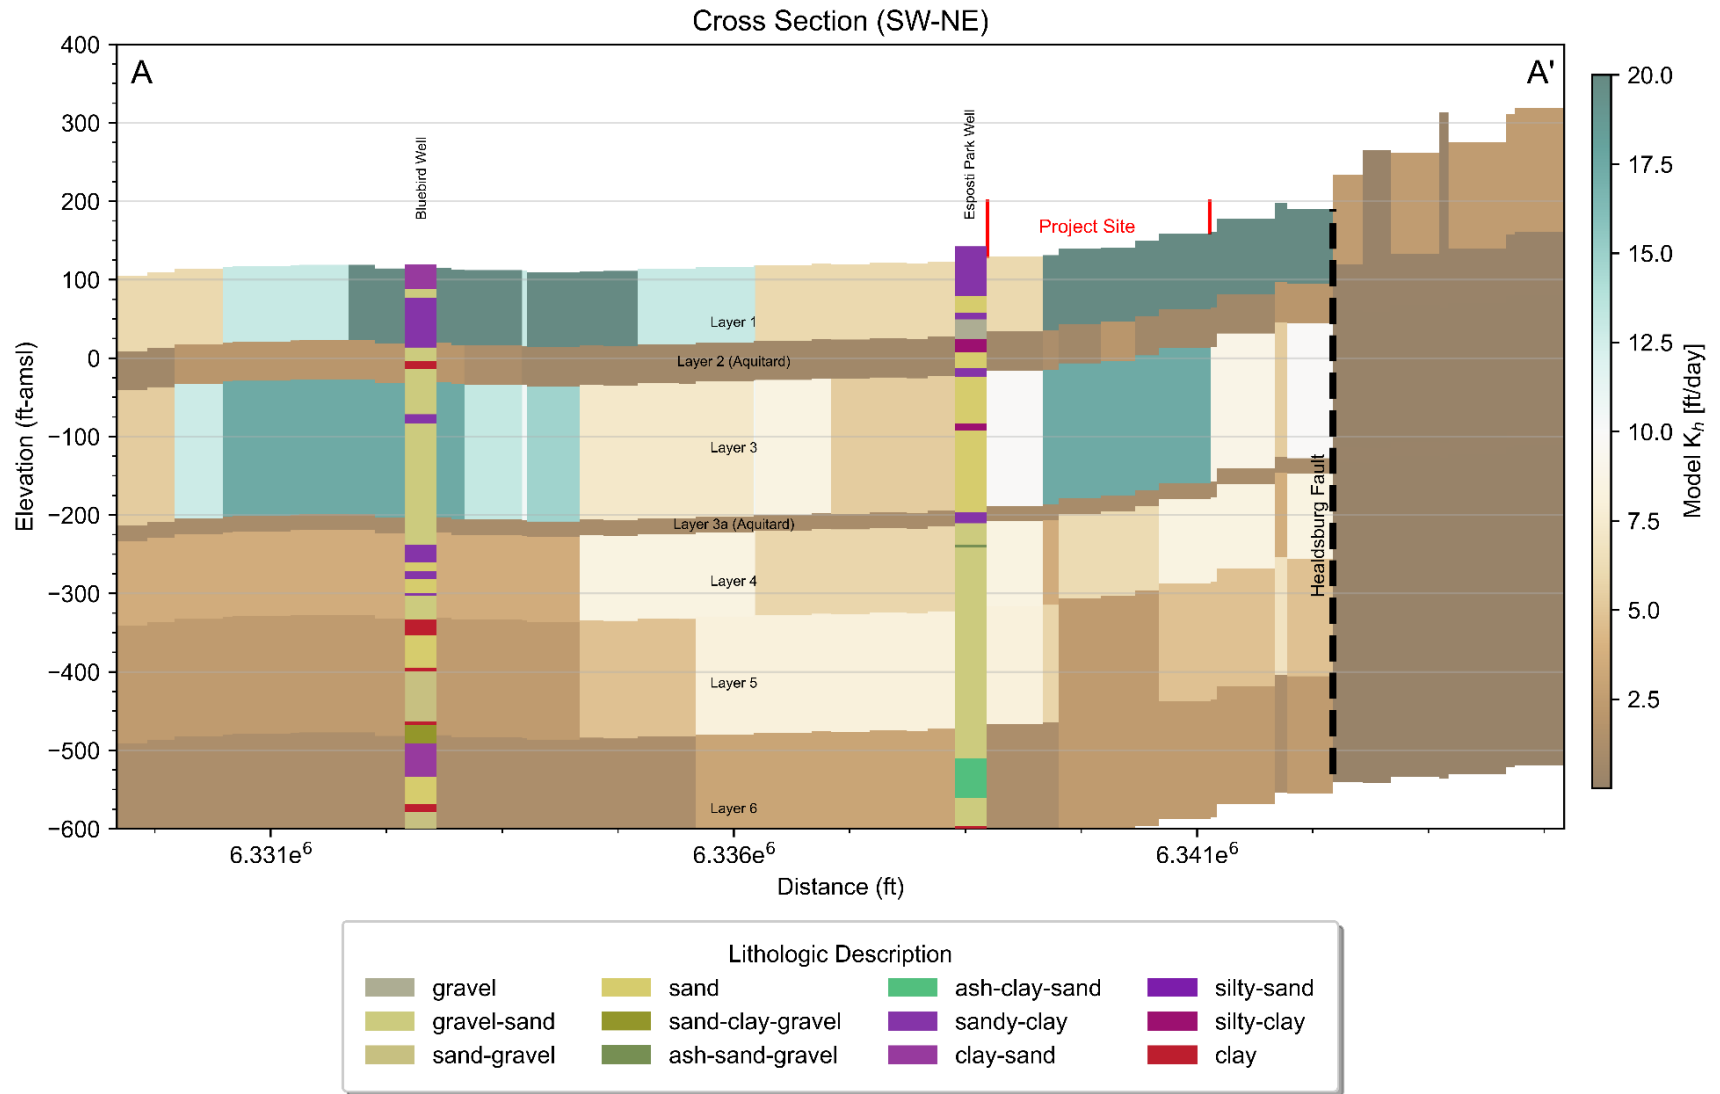 Cross Section (SW-NE)
A
A'
400
300
200
100
0
−100
−200
−300
−400
−500
−600
Elevation (ft-amsl)
Bluebird Well
Esposti Park Well
Project Site
Layer 1
Layer 2 (Aquitard)
Layer 3
Layer 3a (Aquitard)
Layer 4
Layer 5
Layer 6
Healdsburg Fault
6.331e⁶
6.336e⁶
6.341e⁶
Distance (ft)
20.0
17.5
15.0
12.5
10.0
7.5
5.0
2.5
Model Kₕ [ft/day]
Lithologic Description
gravel
gravel-sand
sand-gravel
sand
sand-clay-gravel
ash-sand-gravel
ash-clay-sand
sandy-clay
clay-sand
silty-sand
silty-clay
clay